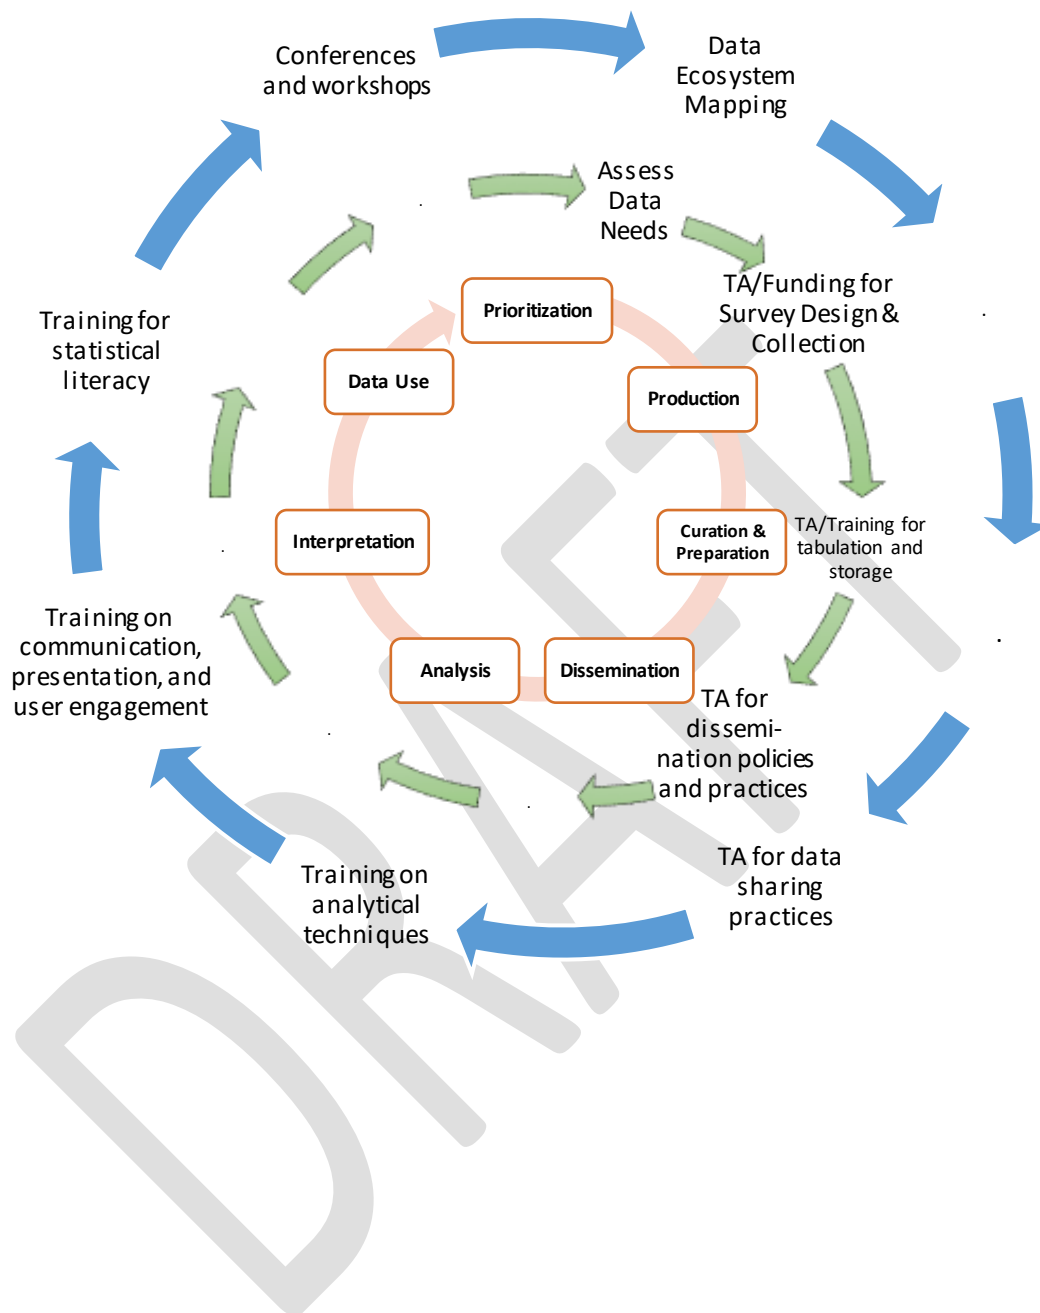 Conferences
and workshops
Data
Ecosystem
Mapping
Assess
Data
Needs
TA/Funding for
Survey Design &
Collection
Training for
statistical
literacy
Prioritization
Data Use
Production
Interpretation
Curation &
Preparation
TA/Training for
tabulation and
storage
Training on
communication,
presentation, and
user engagement
Analysis
Dissemination
TA for
dissemi-
nation policies
and practices
TA for data
sharing
practices
Training on
analytical
techniques
DRAFT